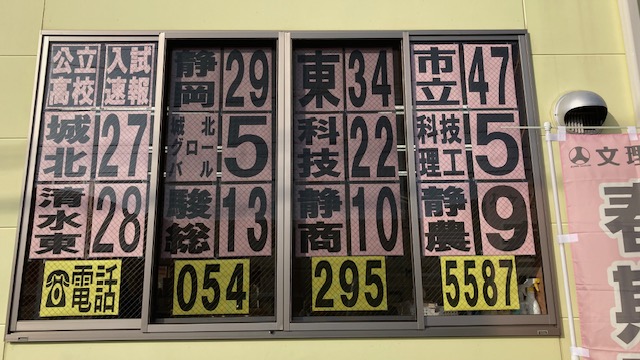 公立高校 入試速報 静岡 29 東 34 市立 47
城北 27 城北グローバル 5 科技 22 科技理工 5
清水東 28 駿総 13 静商 10 静農 9
☎電話 054 295 5587
文理
春期